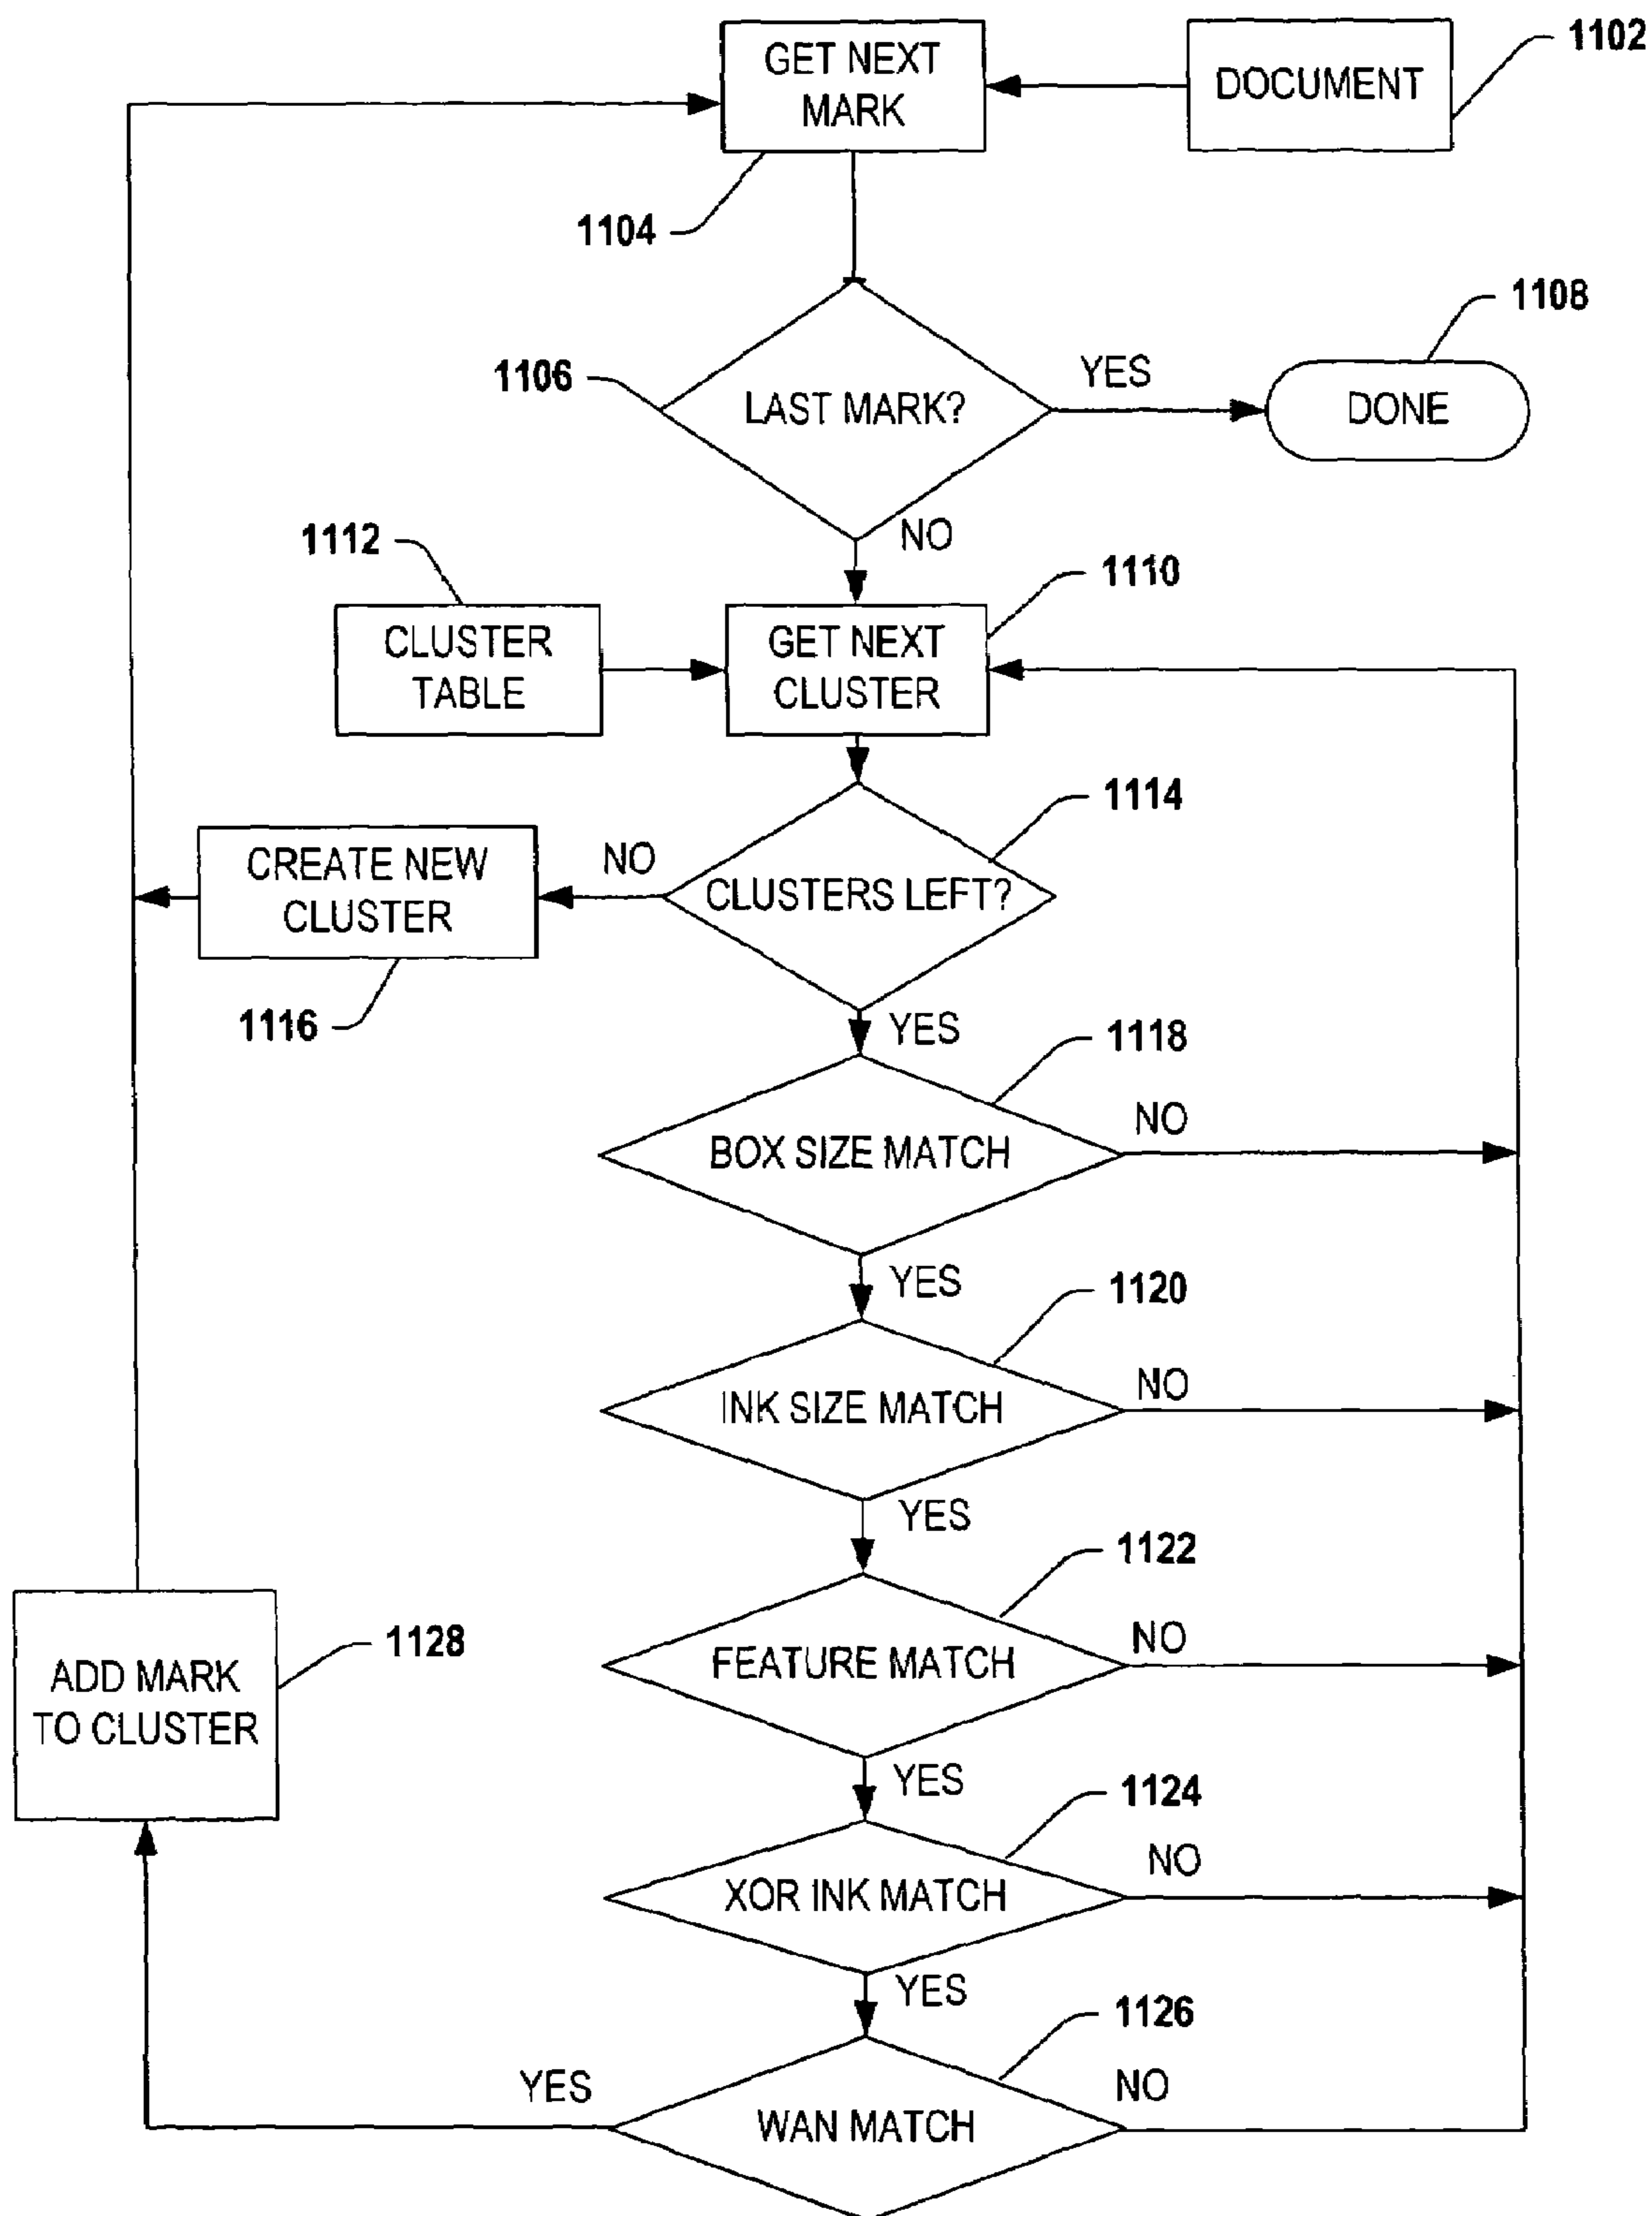 GET NEXT
MARK
DOCUMENT
1102
1104
1106
LAST MARK?
YES
DONE
1108
NO
1112
CLUSTER
TABLE
GET NEXT
CLUSTER
1110
1114
CREATE NEW
CLUSTER
NO
CLUSTERS LEFT?
1116
YES
1118
BOX SIZE MATCH
NO
YES
1120
INK SIZE MATCH
NO
YES
1122
FEATURE MATCH
NO
ADD MARK
TO CLUSTER
1128
YES
1124
XOR INK MATCH
NO
YES
1126
YES
WAN MATCH
NO